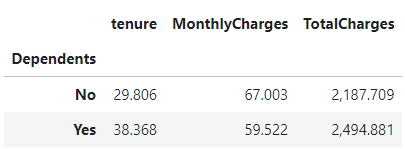 tenure MonthlyCharges TotalCharges
Dependents
No 29.806 67.003 2,187.709
Yes 38.368 59.522 2,494.881